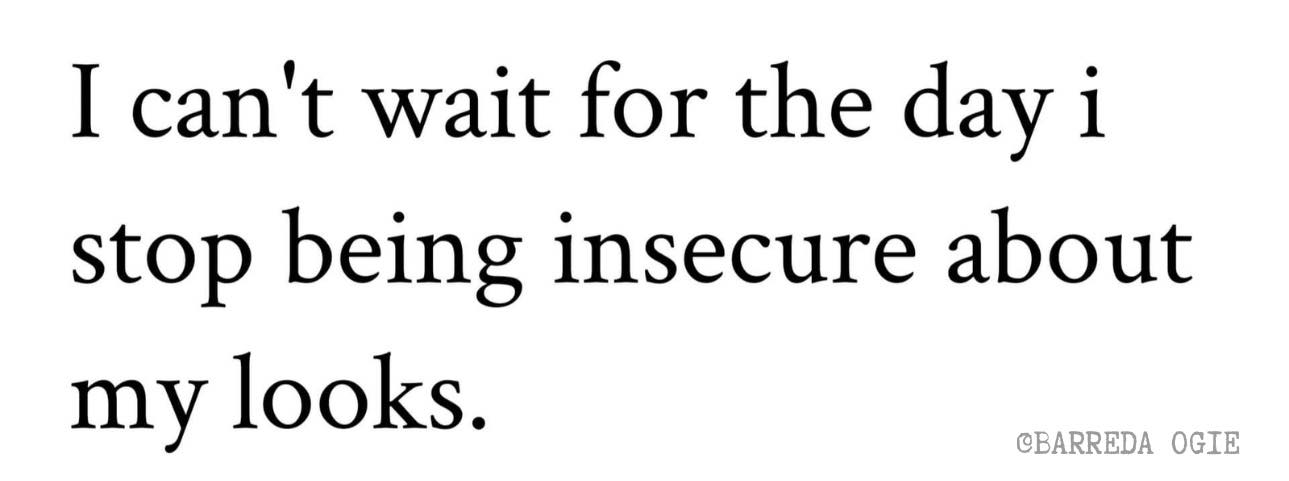 I can't wait for the day i
stop being insecure about
my looks.
©BARREDA OGIE